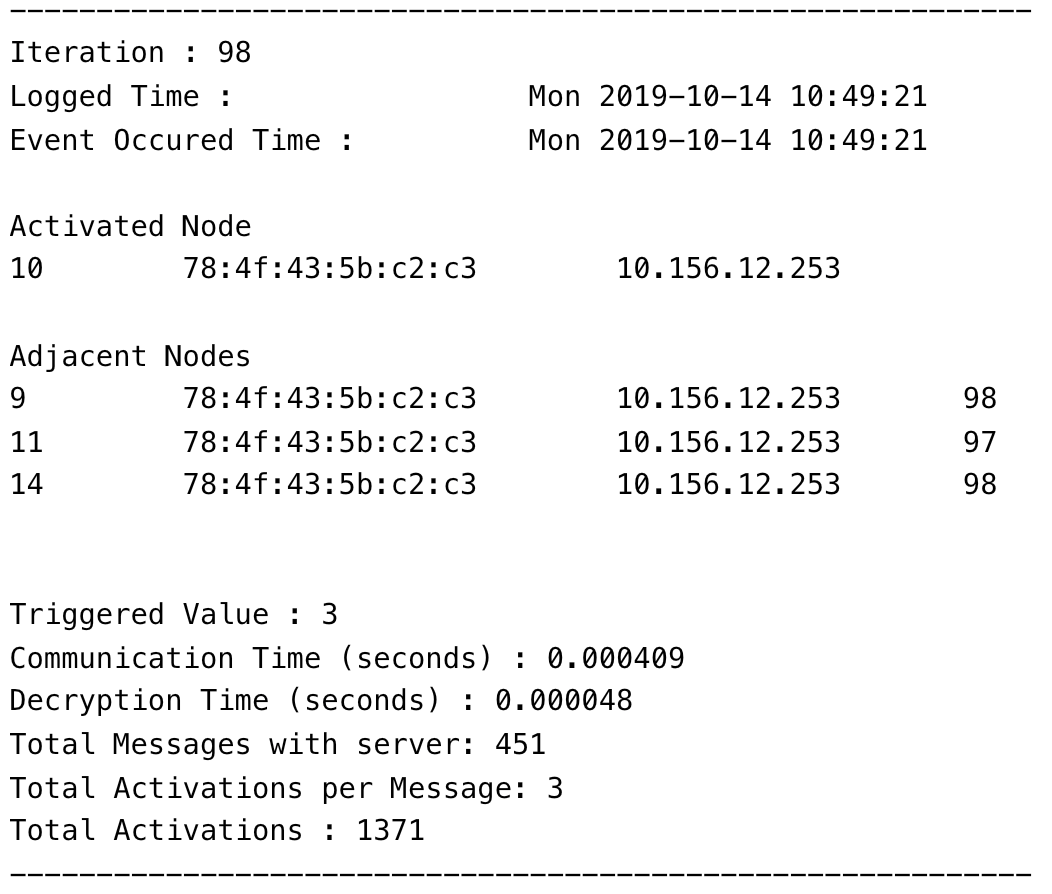 ------------------------------------------------------------
Iteration : 98
Logged Time :                 Mon 2019-10-14 10:49:21
Event Occured Time :          Mon 2019-10-14 10:49:21
Activated Node
10        78:4f:43:5b:c2:c3        10.156.12.253
Adjacent Nodes
9         78:4f:43:5b:c2:c3        10.156.12.253       98
11        78:4f:43:5b:c2:c3        10.156.12.253       97
14        78:4f:43:5b:c2:c3        10.156.12.253       98
Triggered Value : 3
Communication Time (seconds) : 0.000409
Decryption Time (seconds) : 0.000048
Total Messages with server: 451
Total Activations per Message: 3
Total Activations : 1371
------------------------------------------------------------